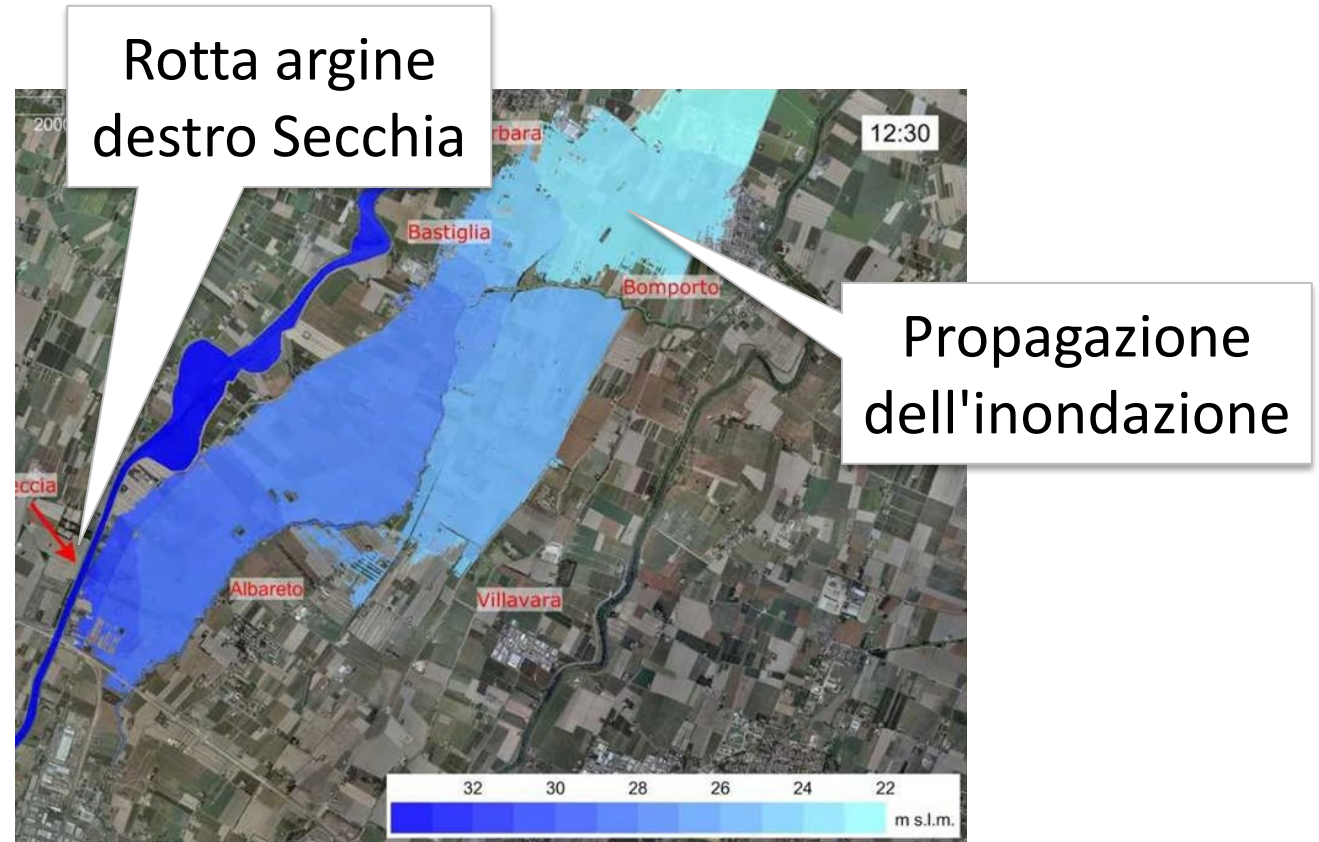 Rotta argine
destro Secchia
200
rbara
12:30
Bastiglia
Bomporto
Propagazione
dell'inondazione
eccia
Albareto
Villavara
32 30 28 26 24 22
m s.l.m.